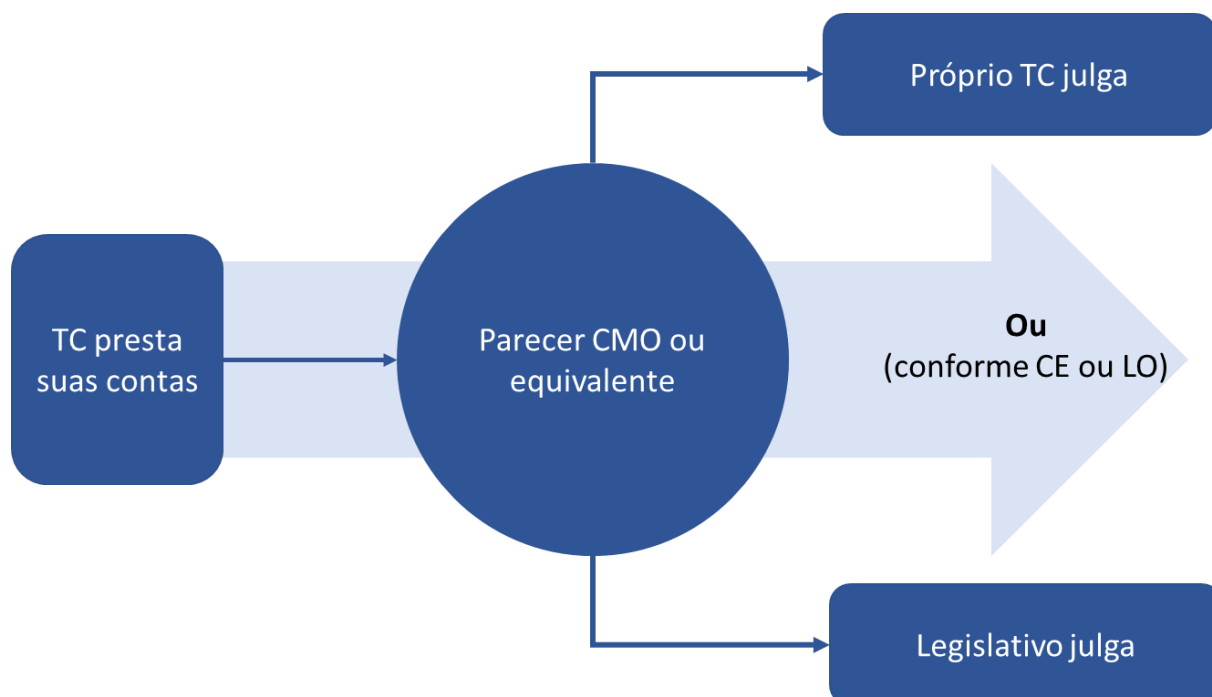 Próprio TC julga
TC presta
suas contas
Parecer CMO ou
equivalente
Ou
(conforme CE ou LO)
Legislativo julga